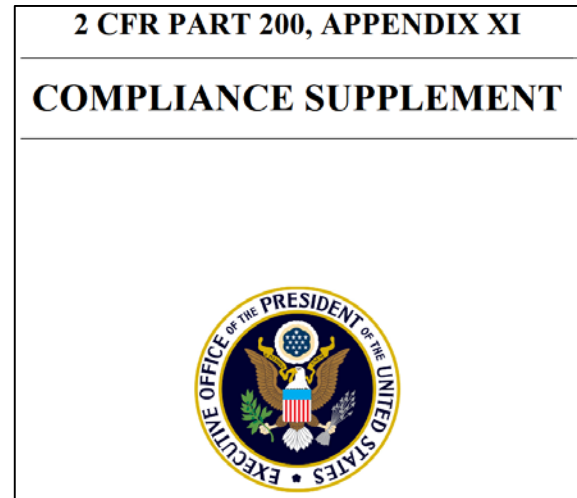 2 CFR PART 200, APPENDIX XI
COMPLIANCE SUPPLEMENT
EXECUTIVE OFFICE OF THE PRESIDENT OF THE UNITED STATES